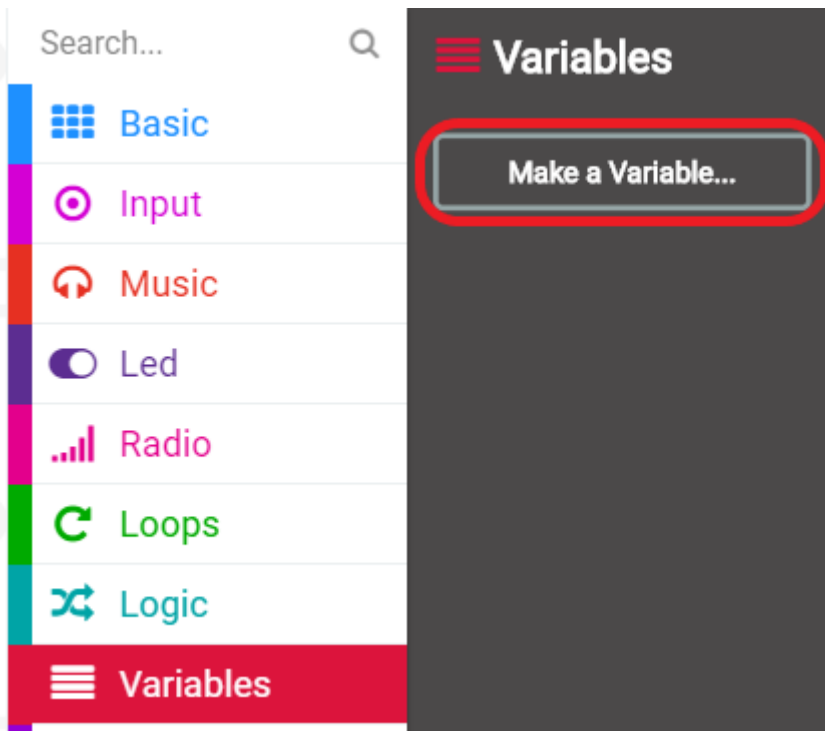 Search...
Basic
Input
Music
Led
Radio
Loops
Logic
Variables
Variables
Make a Variable...